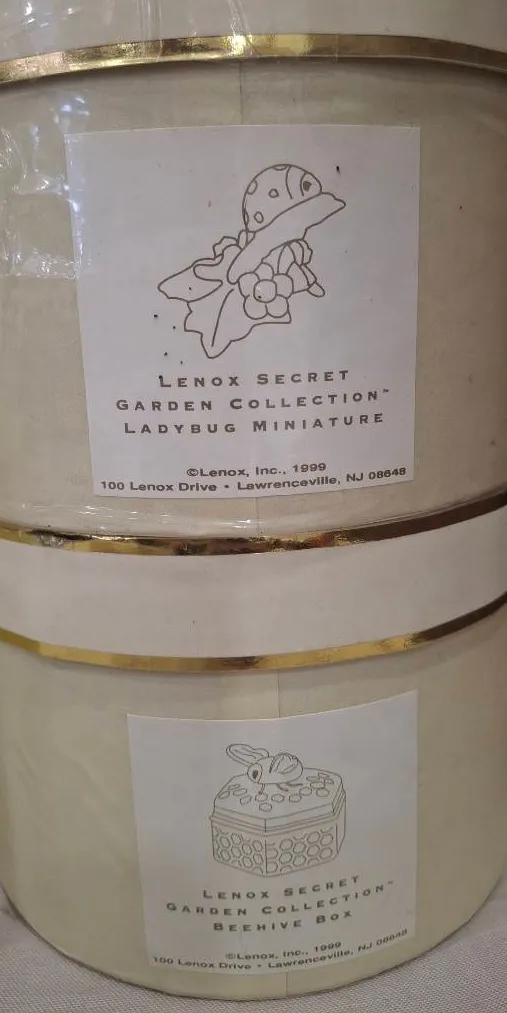 LENOX SECRET
GARDEN COLLECTION™
LADYBUG MINIATURE
©Lenox, Inc., 1999
100 Lenox Drive • Lawrenceville, NJ 08648
LENOX SECRET
GARDEN COLLECTION™
BEEHIVE BOX
©Lenox, Inc., 1999
100 Lenox Drive • Lawrenceville, NJ 08648